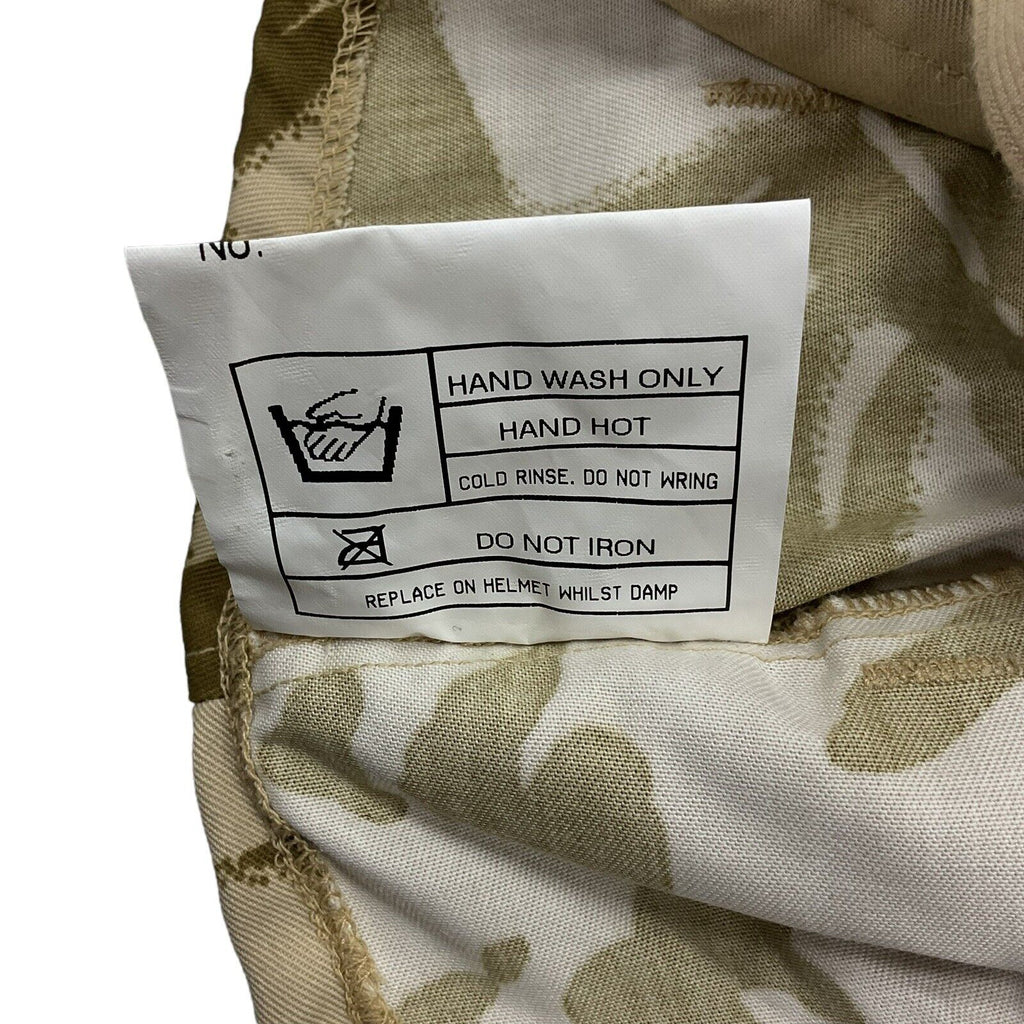 No.
HAND WASH ONLY
HAND HOT
COLD RINSE. DO NOT WRING
DO NOT IRON
REPLACE ON HELMET WHILST DAMP